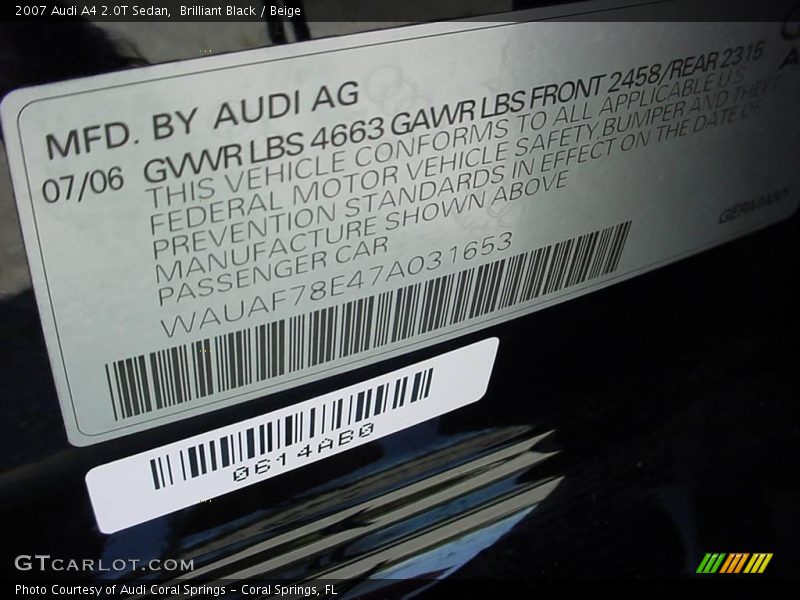 2007 Audi A4 2.0T Sedan, Brilliant Black / Beige
MFD. BY AUDI AG
07/06 GVWR LBS 4663 GAWR LBS FRONT 2458/REAR 2315
THIS VEHICLE CONFORMS TO ALL APPLICABLE U.S
FEDERAL MOTOR VEHICLE SAFETY, BUMPER AND THEFT
PREVENTION STANDARDS IN EFFECT ON THE DATE OF
MANUFACTURE SHOWN ABOVE
PASSENGER CAR
GERMANY
WAUAF78E47A031653
0614AB0
GTCARLOT.COM
Photo Courtesy of Audi Coral Springs - Coral Springs, FL